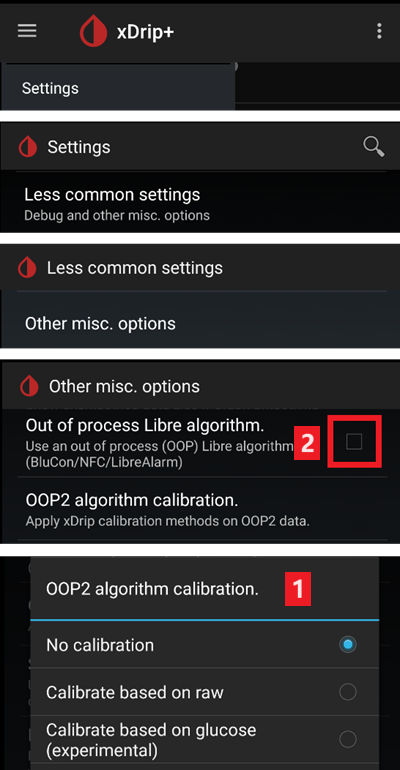 xDrip+
Settings
Settings
Less common settings
Debug and other misc. options
Less common settings
Other misc. options
Other misc. options
Out of process Libre algorithm.
Use an out of process (OOP) Libre algorithm
(BluCon/NFC/LibreAlarm)
2
OOP2 algorithm calibration.
Apply xDrip calibration methods on OOP2 data.
OOP2 algorithm calibration.
1
No calibration
Calibrate based on raw
Calibrate based on glucose
(experimental)